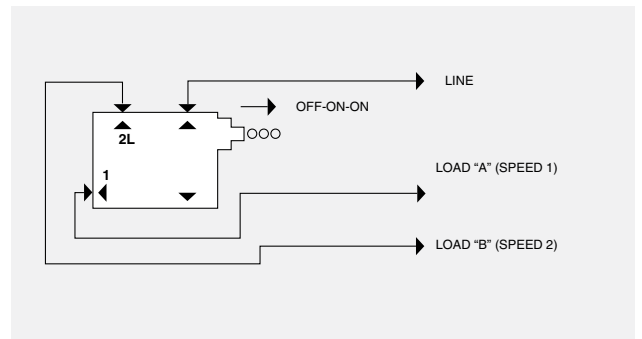 LINE
OFF-ON-ON
2L
1
LOAD “A” (SPEED 1)
LOAD “B” (SPEED 2)